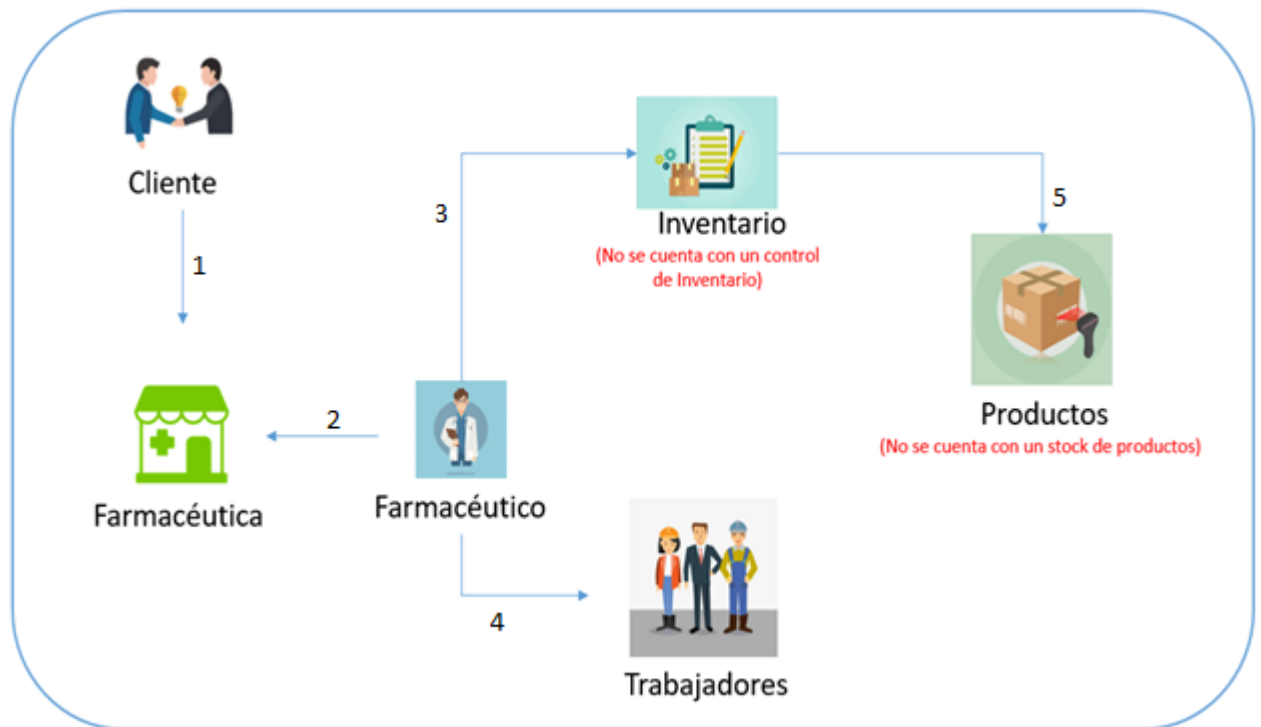 Cliente
1
3
Inventario
(No se cuenta con un control
de Inventario)
5
Productos
(No se cuenta con un stock de productos)
2
Farmacéutica
Farmacéutico
4
Trabajadores